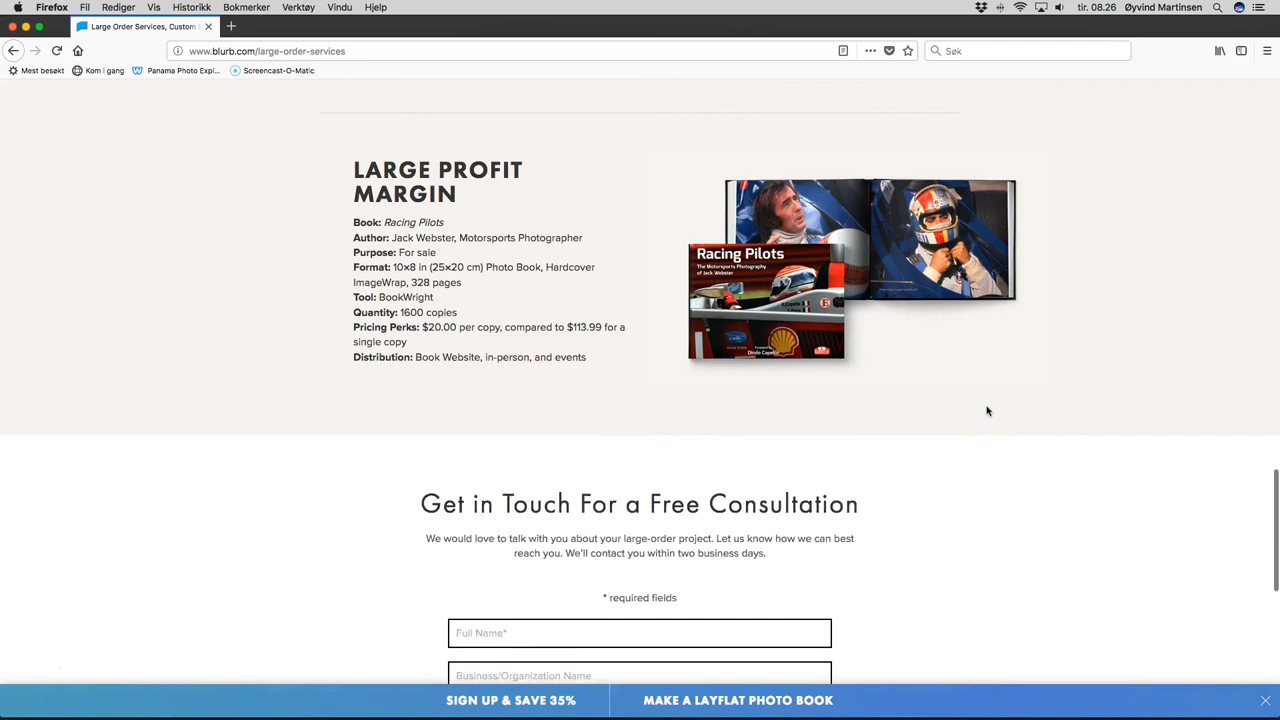 Firefox Fil Rediger Vis Historikk Bokmerker Verktøy Vindu Hjelp tir. 08.26 Øyvind Martinsen
Large Order Services, Custom
www.blurb.com/large-order-services
Søk
Mest besøkt Kom i gang Panama Photo Expl... Screencast-O-Matic
LARGE PROFIT
MARGIN
Book: Racing Pilots
Author: Jack Webster, Motorsports Photographer
Purpose: For sale
Format: 10×8 in (25×20 cm) Photo Book, Hardcover
ImageWrap, 328 pages
Tool: BookWright
Quantity: 1600 copies
Pricing Perks: $20.00 per copy, compared to $113.99 for a
single copy
Distribution: Book Website, in-person, and events
Racing Pilots
The Motorsports Photography
of Jack Webster
Dindo Capello
Get in Touch For a Free Consultation
We would love to talk with you about your large-order project. Let us know how we can best
reach you. We'll contact you within two business days.
* required fields
Full Name*
Business/Organization Name
SIGN UP & SAVE 35% MAKE A LAYFLAT PHOTO BOOK